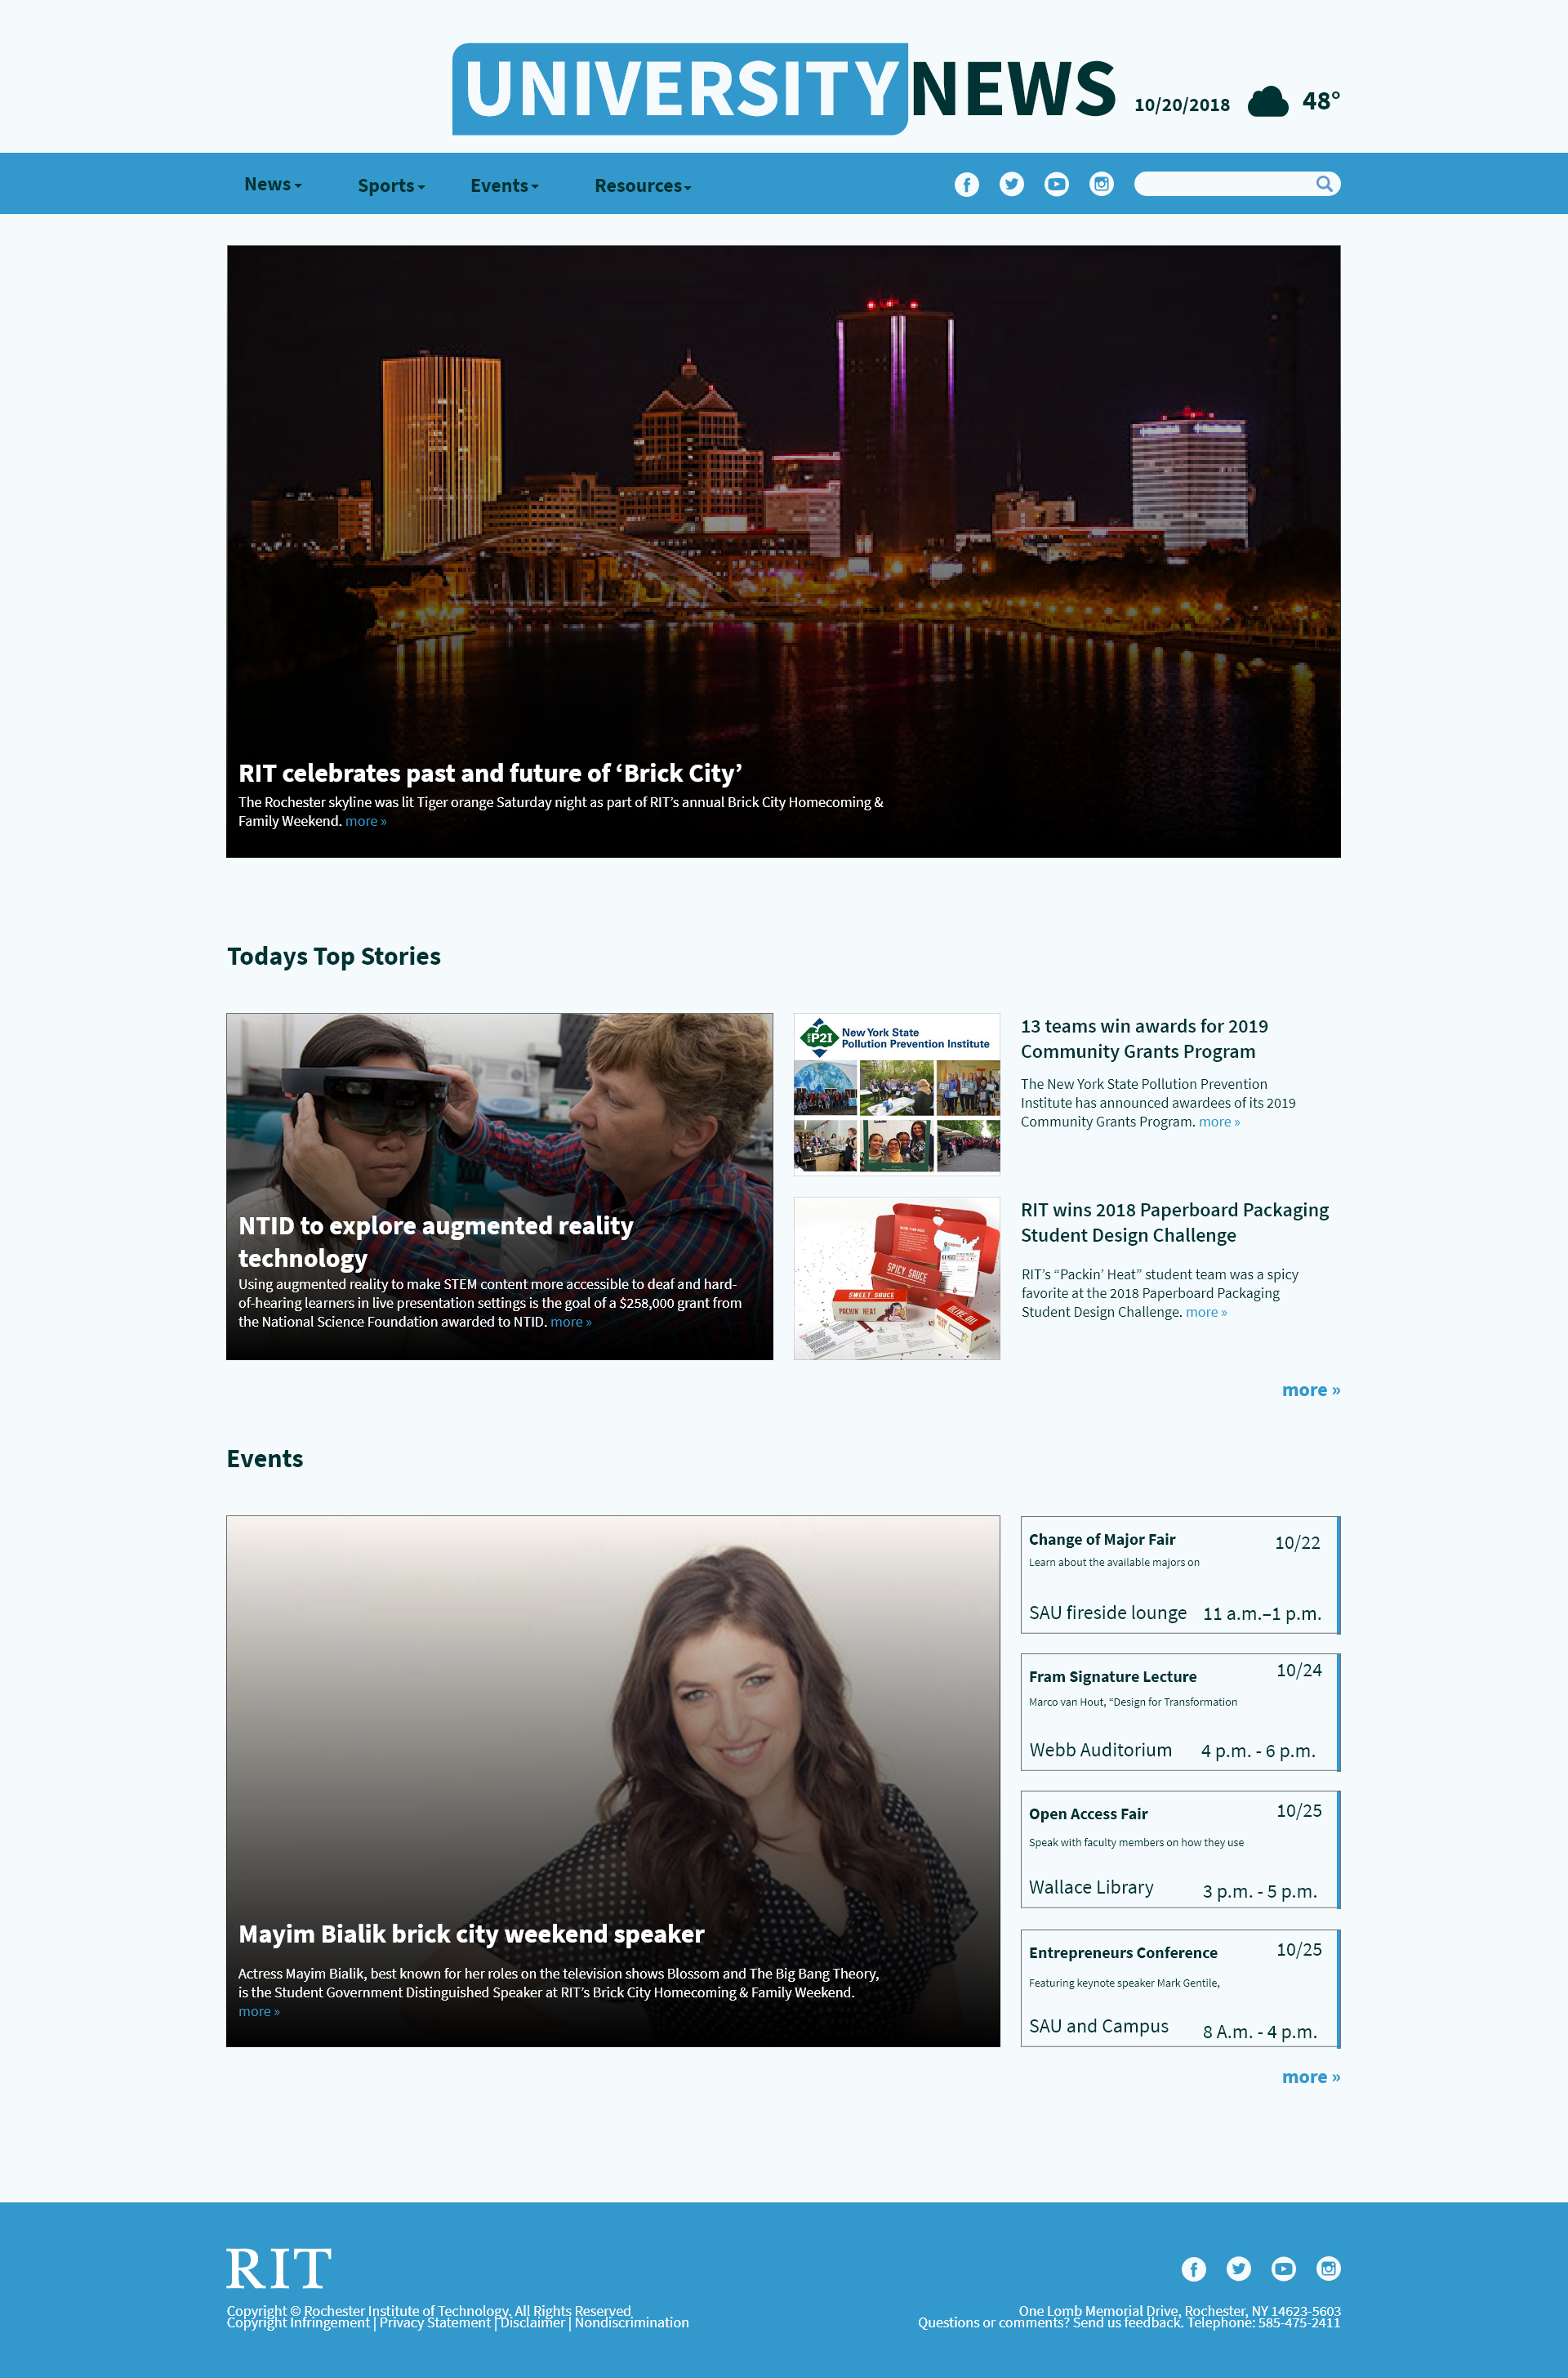 UNIVERSITYNEWS 10/20/2018 48°
News Sports Events Resources
RIT celebrates past and future of ‘Brick City’
The Rochester skyline was lit Tiger orange Saturday night as part of RIT’s annual Brick City Homecoming &
Family Weekend. more »
Todays Top Stories
NTID to explore augmented reality
technology
Using augmented reality to make STEM content more accessible to deaf and hard-
of-hearing learners in live presentation settings is the goal of a $258,000 grant from
the National Science Foundation awarded to NTID. more »
P2I
New York State
Pollution Prevention Institute
13 teams win awards for 2019
Community Grants Program
The New York State Pollution Prevention
Institute has announced awardees of its 2019
Community Grants Program. more »
SPICY SAUCE
SWEET SAUCE
PACKIN' HEAT
OLIVE OIL
RIT wins 2018 Paperboard Packaging
Student Design Challenge
RIT’s “Packin’ Heat” student team was a spicy
favorite at the 2018 Paperboard Packaging
Student Design Challenge. more »
more »
Events
Mayim Bialik brick city weekend speaker
Actress Mayim Bialik, best known for her roles on the television shows Blossom and The Big Bang Theory,
is the Student Government Distinguished Speaker at RIT’s Brick City Homecoming & Family Weekend.
more »
Change of Major Fair 10/22
Learn about the available majors on
SAU fireside lounge 11 a.m.–1 p.m.
Fram Signature Lecture 10/24
Marco van Hout, “Design for Transformation
Webb Auditorium 4 p.m. - 6 p.m.
Open Access Fair 10/25
Speak with faculty members on how they use
Wallace Library 3 p.m. - 5 p.m.
Entrepreneurs Conference 10/25
Featuring keynote speaker Mark Gentile,
SAU and Campus 8 A.m. - 4 p.m.
more »
RIT
Copyright © Rochester Institute of Technology. All Rights Reserved
Copyright Infringement | Privacy Statement | Disclaimer | Nondiscrimination
One Lomb Memorial Drive, Rochester, NY 14623-5603
Questions or comments? Send us feedback. Telephone: 585-475-2411